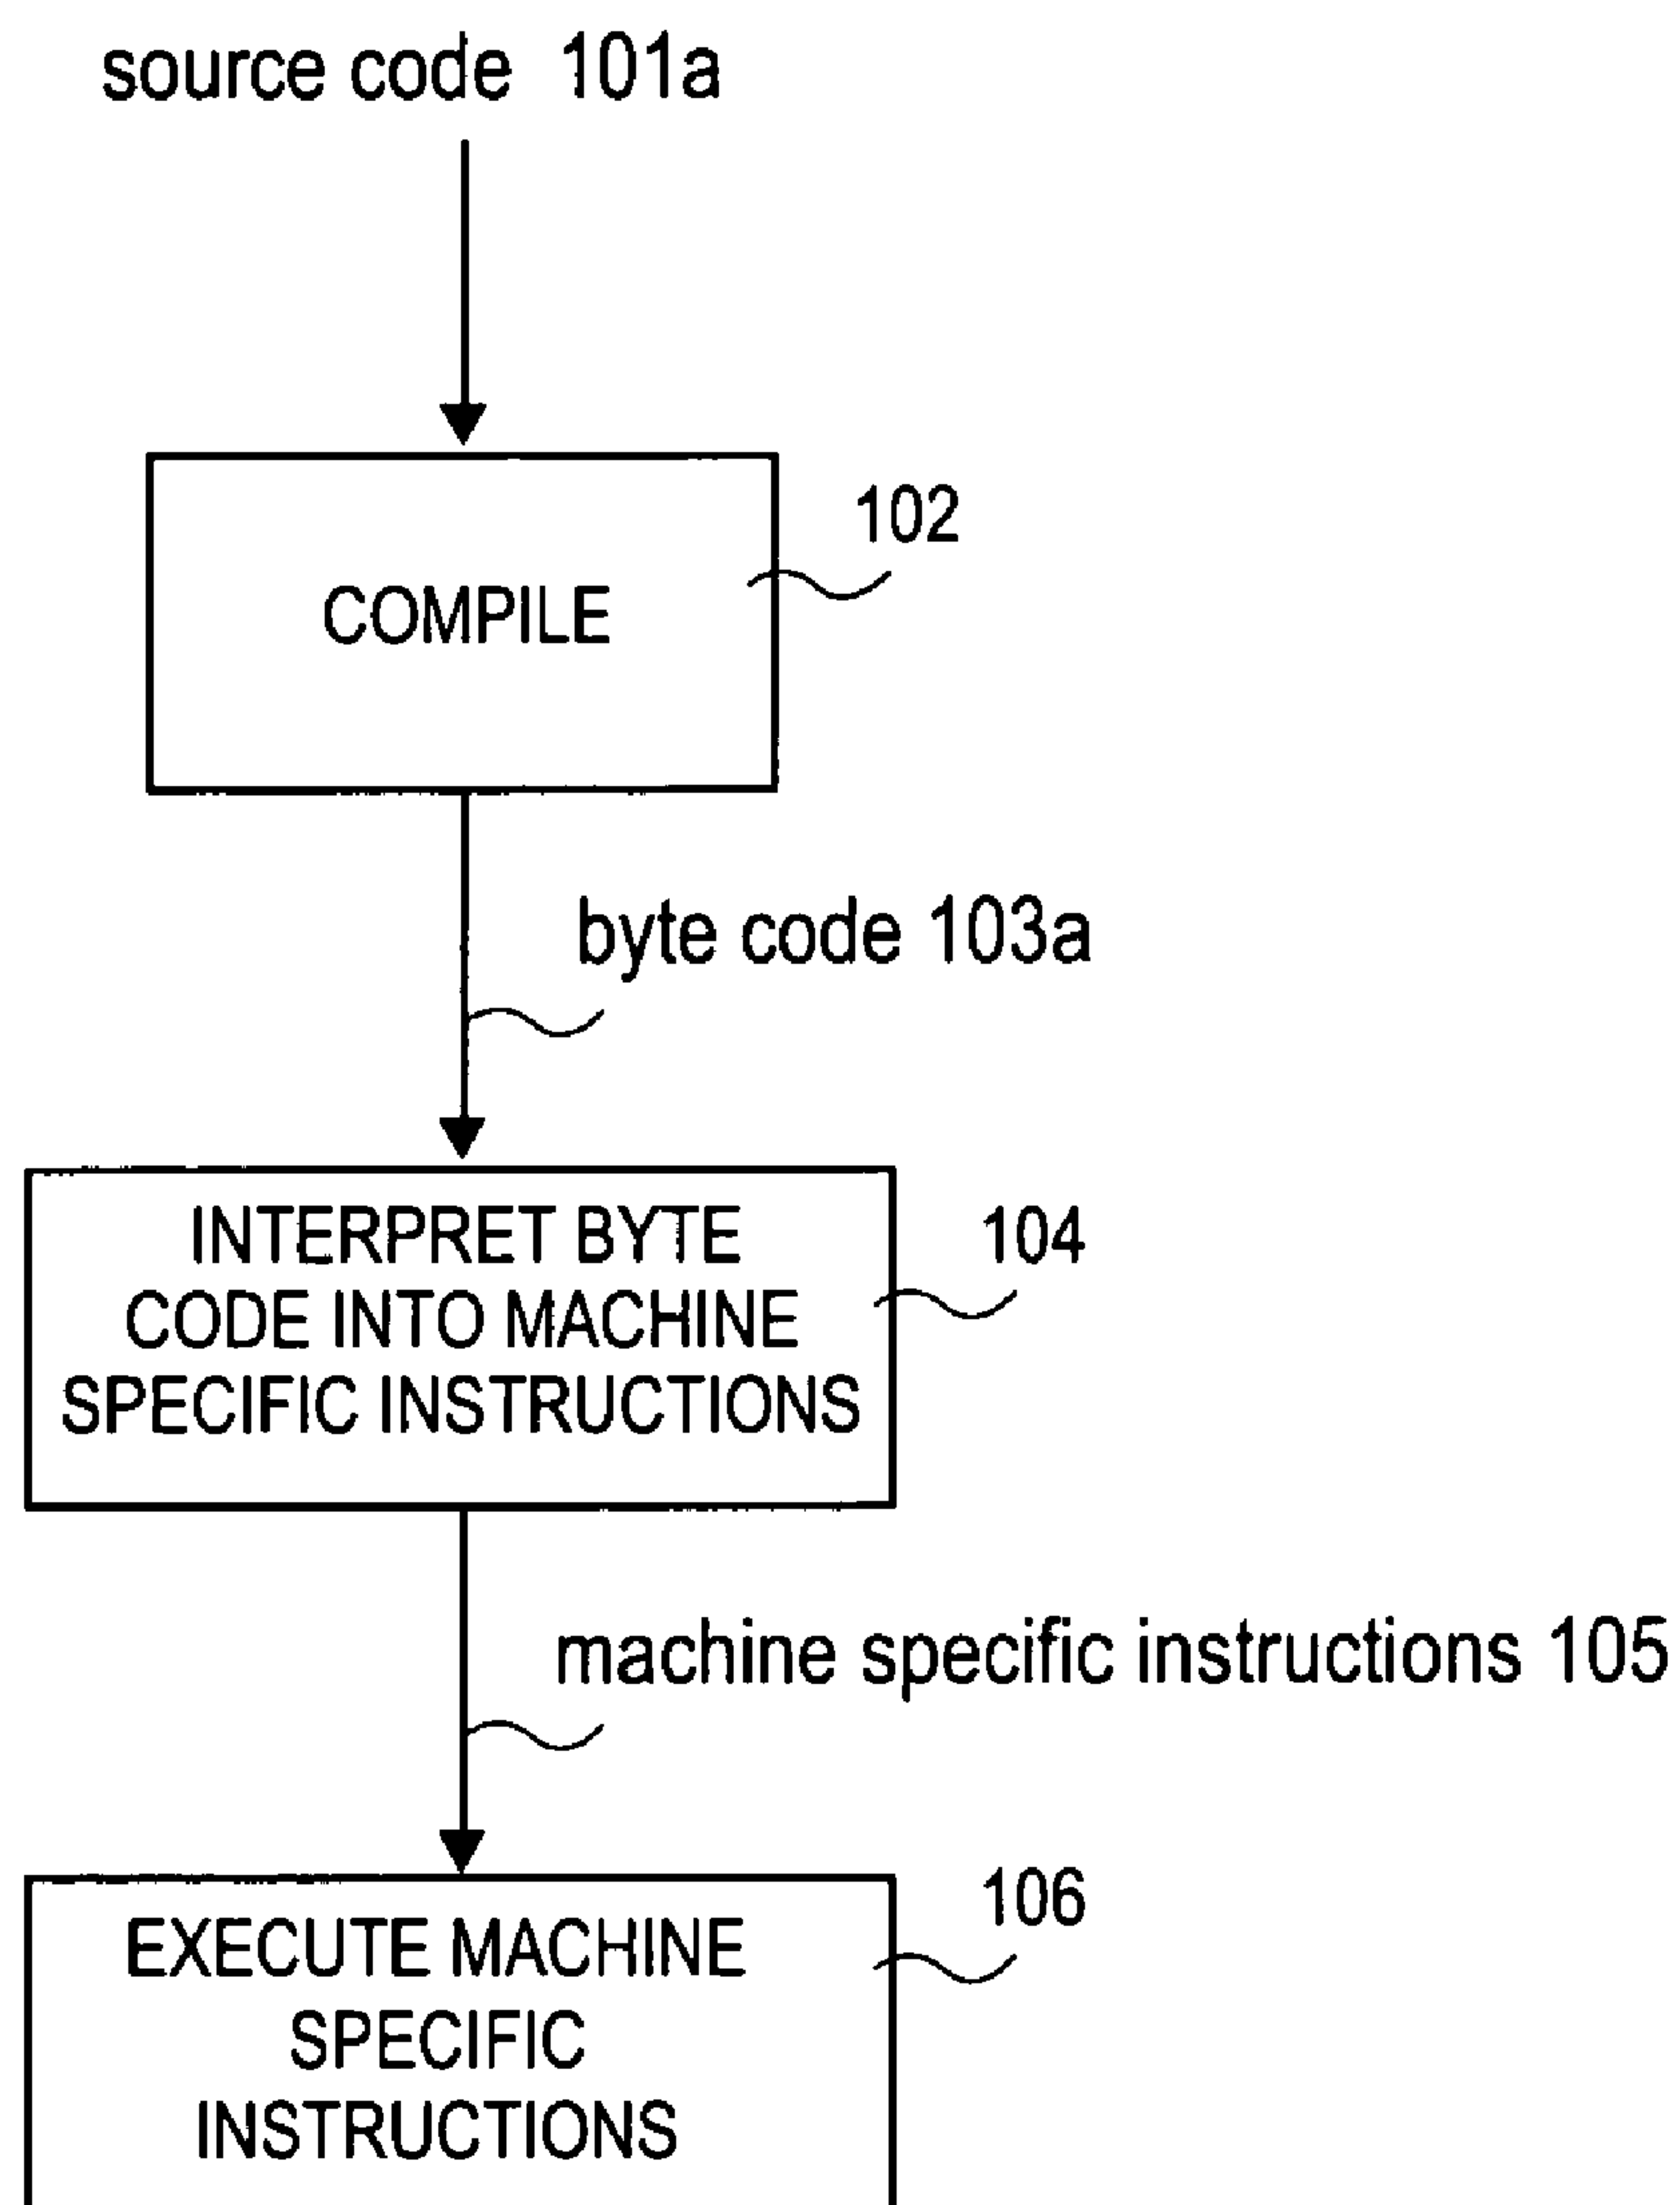 source code 101a
102
COMPILE
byte code 103a
INTERPRET BYTE
104
CODE INTO MACHINE
SPECIFIC INSTRUCTIONS
machine specific instructions 105
106
EXECUTE MACHINE
SPECIFIC
INSTRUCTIONS